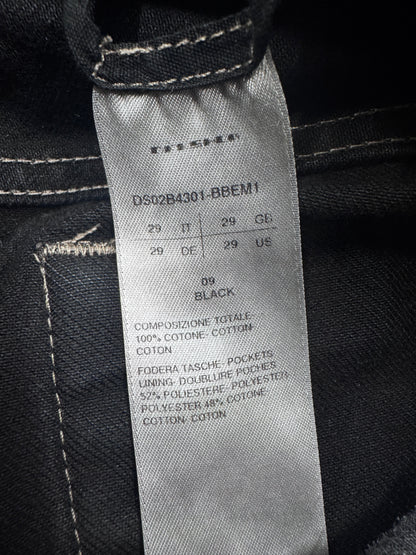 DS02B4301-BBEM1
29 IT 29 GB
29 DE 29 US
09
BLACK
COMPOSIZIONE TOTALE-
100% COTONE- COTTON-
COTON
FODERA TASCHE- POCKETS
LINING- DOUBLURE POCHES
52% POLIESTERE- POLYESTER-
POLYESTER 48% COTONE-
COTTON- COTON